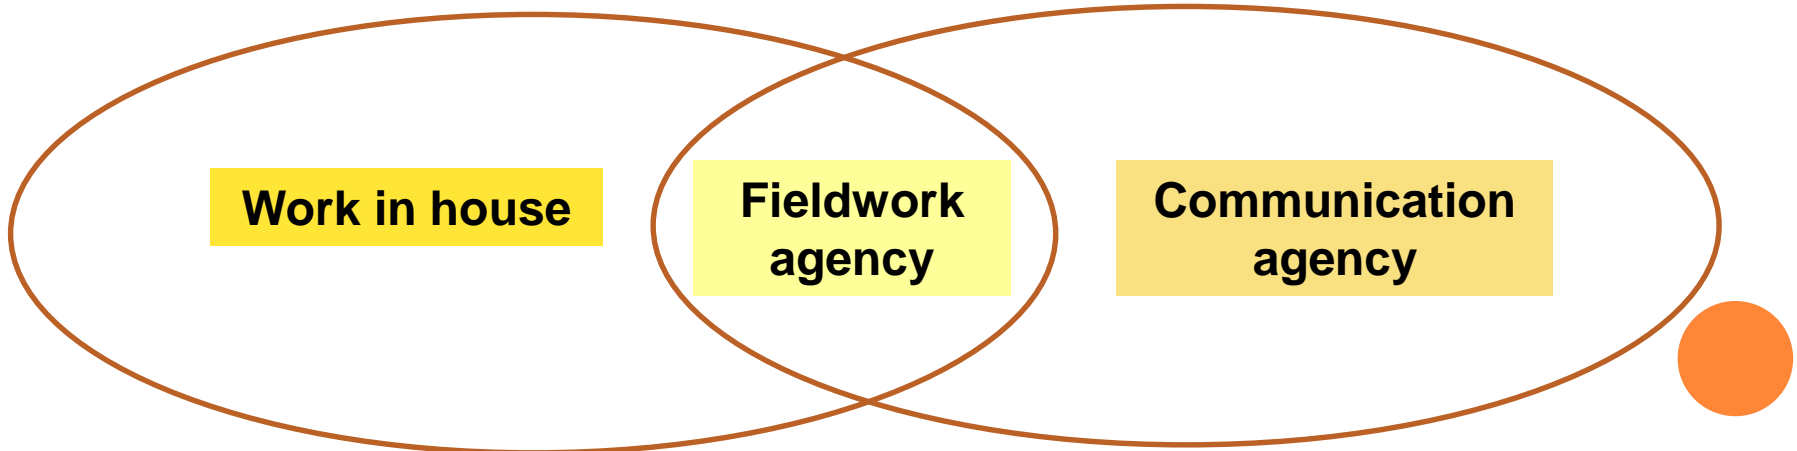 Work in house
Fieldwork
agency
Communication
agency